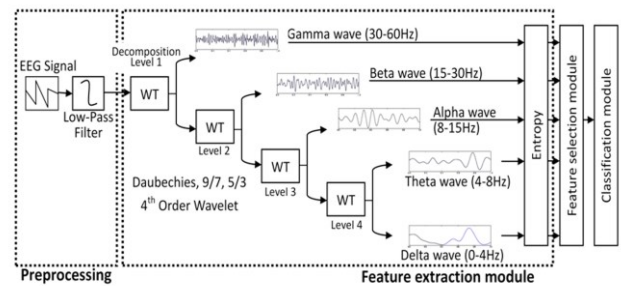 EEG Signal
Low-Pass
Filter
Decomposition
Level 1
WT
Gamma wave (30-60Hz)
Beta wave (15-30Hz)
WT
Level 2
Alpha wave
(8-15Hz)
WT
Level 3
Theta wave (4-8Hz)
WT
Level 4
Delta wave (0-4Hz)
Daubechies, 9/7, 5/3
4th Order Wavelet
Entropy
Feature selection module
Classification module
Preprocessing
Feature extraction module